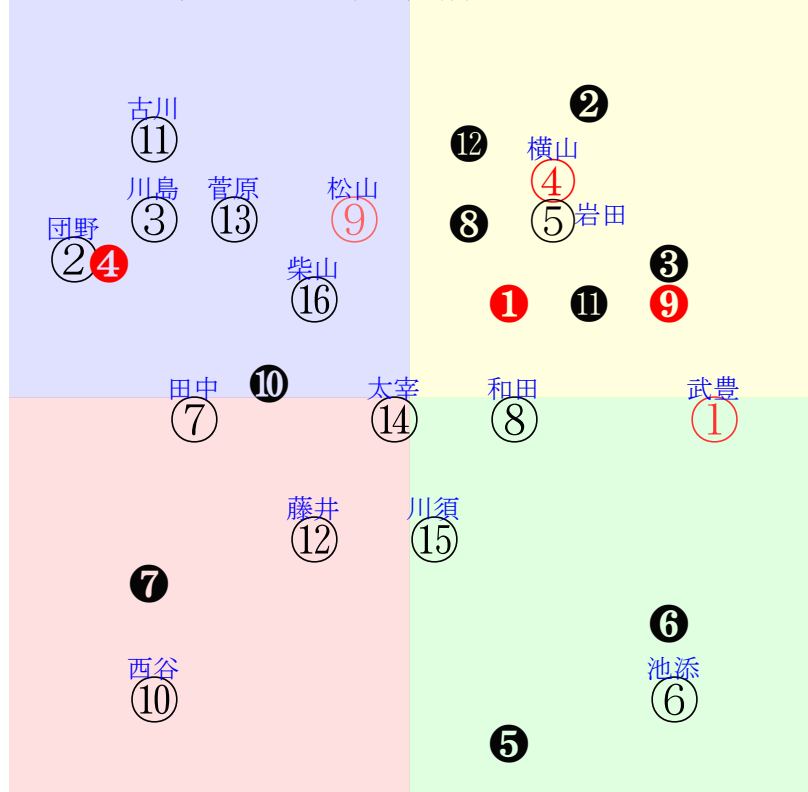 ❷
古川
⑪
⓬
横山
④
川島
③
菅原
⑬
松山
⑨
❽
⑤
岩田
団野
②
❹
柴山
⑯
❸
❶
⓫
❾
田中
⑦
❿
太宰
⑭
和田
⑧
武豊
①
藤井
⑫
川須
⑮
❼
❻
西谷
⑩
池添
⑥
❺